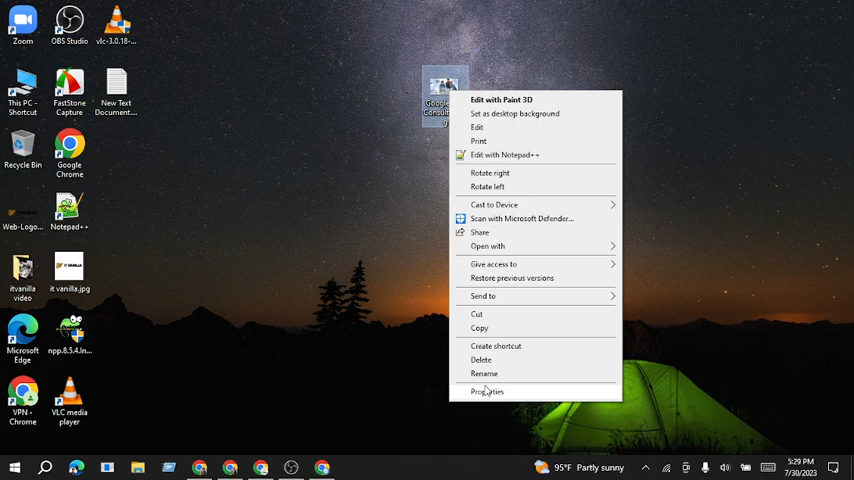 Zoom
OBS Studio
vlc-3.0.18-...
This PC -
Shortcut
FastStone
Capture
New Text
Document....
Recycle Bin
Google
Chrome
Web-Logo...
Notepad++
itvanilla
video
it vanilla.jpg
Microsoft
Edge
npp.8.5.4.In...
VPN -
Chrome
VLC media
player
Google
Consult
Edit with Paint 3D
Set as desktop background
Edit
Print
Edit with Notepad++
Rotate right
Rotate left
Cast to Device
Scan with Microsoft Defender...
Share
Open with
Give access to
Restore previous versions
Send to
Cut
Copy
Create shortcut
Delete
Rename
Properties
95°F Partly sunny
5:29 PM
7/30/2023